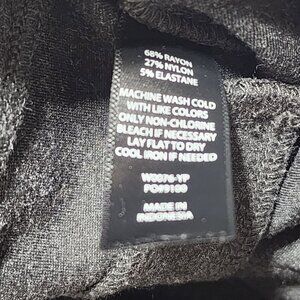 68% RAYON
27% NYLON
5% ELASTANE
MACHINE WASH COLD
WITH LIKE COLORS
ONLY NON-CHLORINE
BLEACH IF NECESSARY
LAY FLAT TO DRY
COOL IRON IF NEEDED
MADE IN
INDONESIA